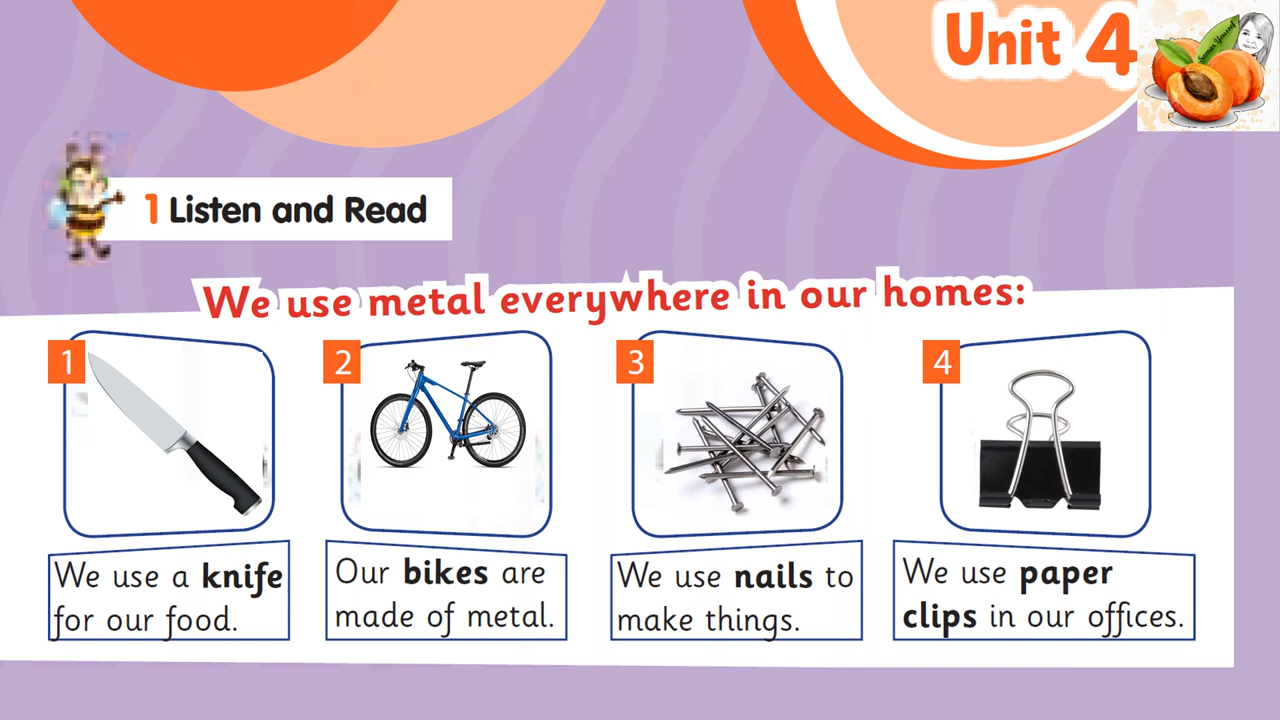 Unit 4
Samar Youssef
1 Listen and Read
We use metal everywhere in our homes:
1
2
3
4
We use a knife
for our food.
Our bikes are
made of metal.
We use nails to
make things.
We use paper
clips in our offices.